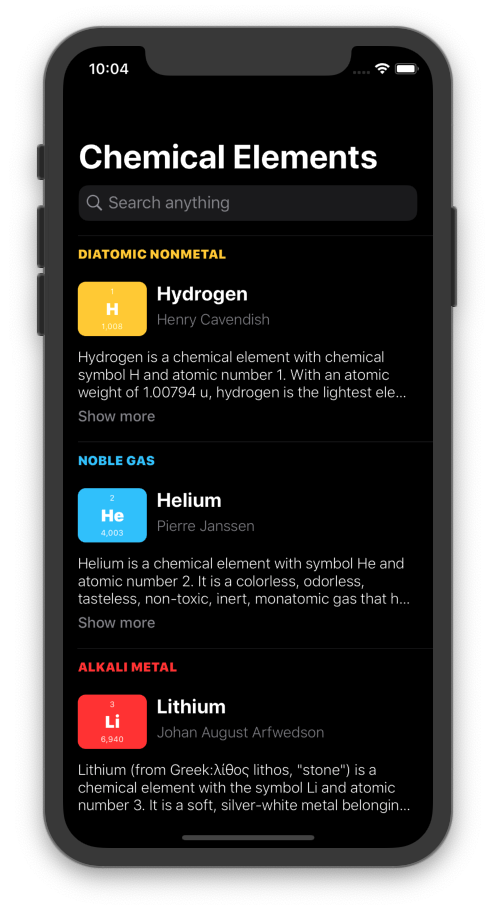 10:04
Chemical Elements
Search anything
DIATOMIC NONMETAL
1
H
1,008
Hydrogen
Henry Cavendish
Hydrogen is a chemical element with chemical
symbol H and atomic number 1. With an atomic
weight of 1.00794 u, hydrogen is the lightest ele...
Show more
NOBLE GAS
2
He
4,003
Helium
Pierre Janssen
Helium is a chemical element with symbol He and
atomic number 2. It is a colorless, odorless,
tasteless, non-toxic, inert, monatomic gas that h...
Show more
ALKALI METAL
3
Li
6,940
Lithium
Johan August Arfwedson
Lithium (from Greek:λίθος lithos, "stone") is a
chemical element with the symbol Li and atomic
number 3. It is a soft, silver-white metal belongin...